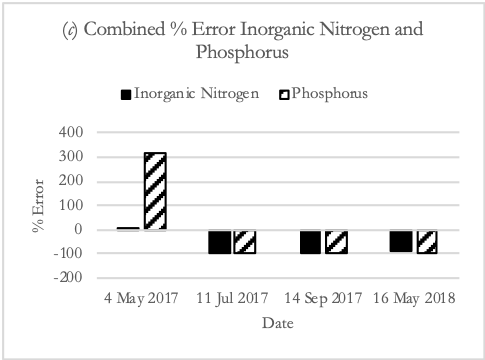 (c) Combined % Error Inorganic Nitrogen and
Phosphorus
Inorganic Nitrogen Phosphorus
400
300
200
100
0
-100
-200
% Error
4 May 2017 11 Jul 2017 14 Sep 2017 16 May 2018
Date